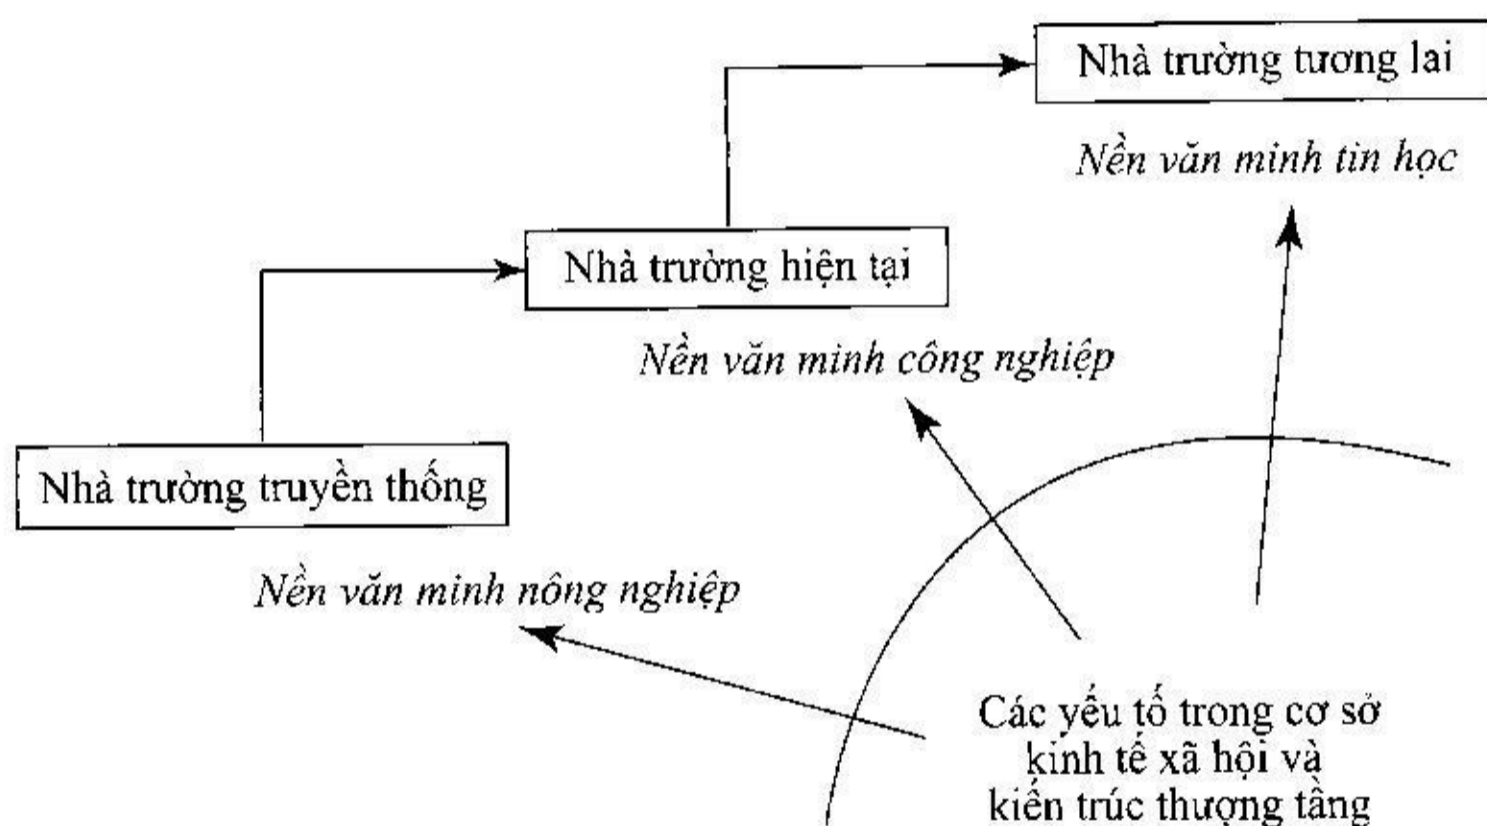 Nhà trường tương lai
Nền văn minh tin học
Nhà trường hiện tại
Nền văn minh công nghiệp
Nhà trường truyền thống
Nền văn minh nông nghiệp
Các yếu tố trong cơ sở
kinh tế xã hội và
kiến trúc thượng tầng